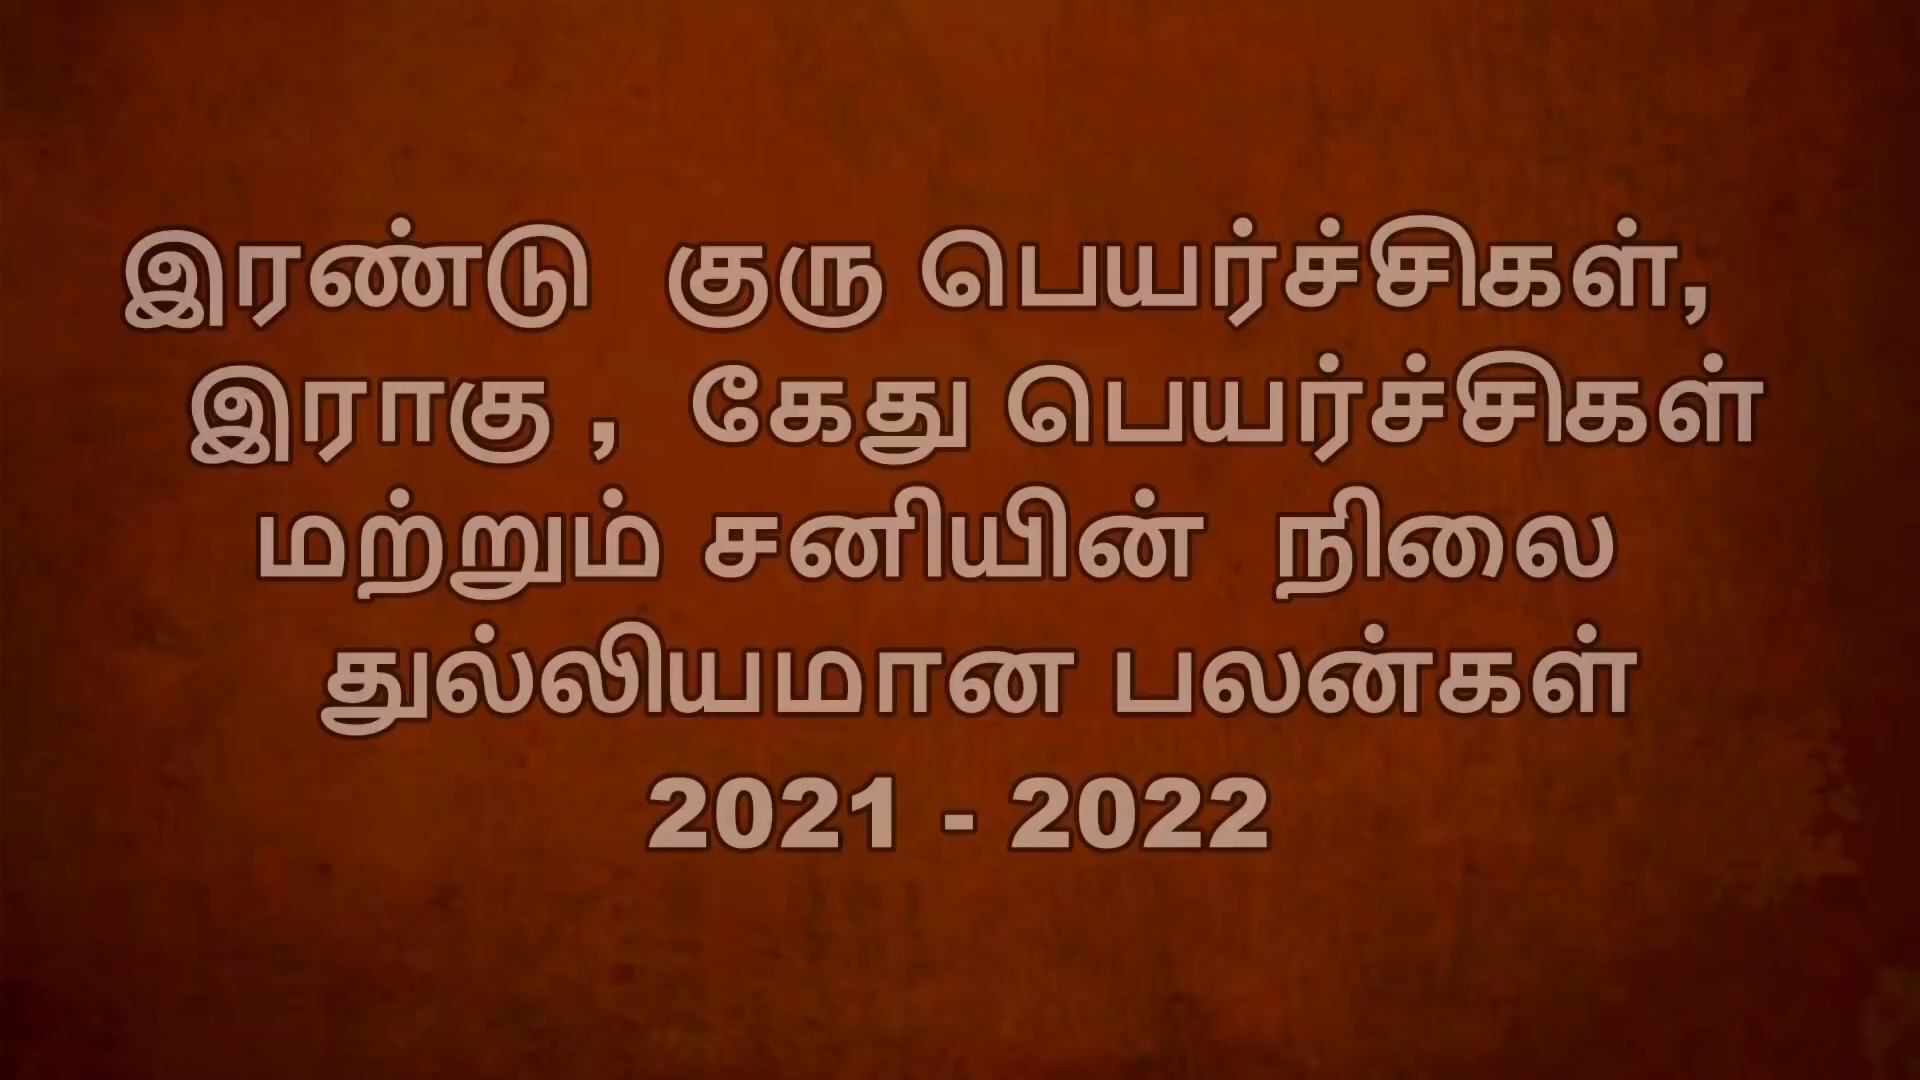 இரண்டு குரு பெயர்ச்சிகள்,
இராகு , கேது பெயர்ச்சிகள்
மற்றும் சனியின் நிலை
துல்லியமான பலன்கள்
2021 - 2022